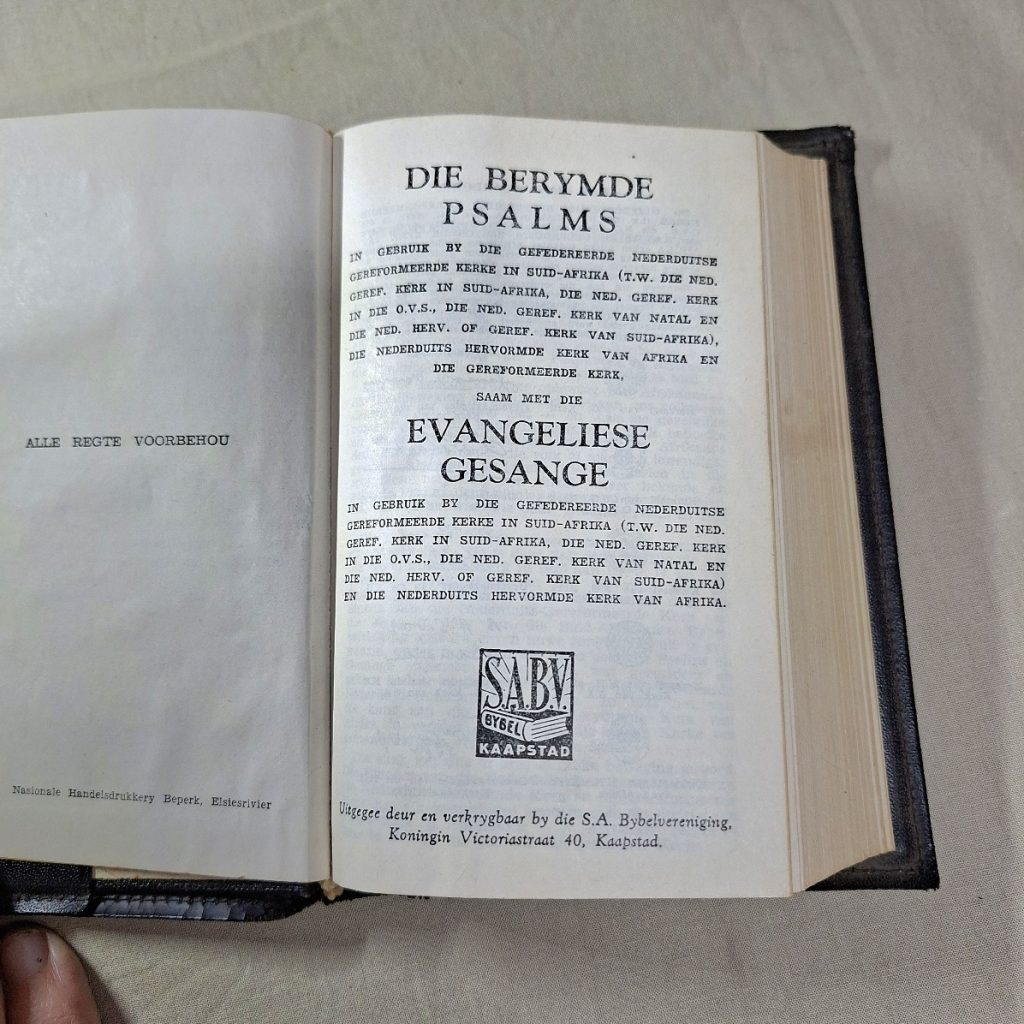 ALLE REGTE VOORBEHOU
Nasionale Handelsdrukkery Beperk, Elsiesrivier
DIE BERYMDE
PSALMS
IN GEBRUIK BY DIE GEFEDEREERDE NEDERDUITSE
GEREFORMEERDE KERKE IN SUID-AFRIKA (T.W. DIE NED.
GEREF. KERK IN SUID-AFRIKA, DIE NED. GEREF. KERK
IN DIE O.V.S., DIE NED. GEREF. KERK VAN NATAL EN
DIE NED. HERV. OF GEREF. KERK VAN SUID-AFRIKA),
DIE NEDERDUITS HERVORMDE KERK VAN AFRIKA EN
DIE GEREFORMEERDE KERK,
SAAM MET DIE
EVANGELIESE
GESANGE
IN GEBRUIK BY DIE GEFEDEREERDE NEDERDUITSE
GEREFORMEERDE KERKE IN SUID-AFRIKA (T.W. DIE NED.
GEREF. KERK IN SUID-AFRIKA, DIE NED. GEREF. KERK
IN DIE O.V.S., DIE NED. GEREF. KERK VAN NATAL EN
DIE NED. HERV. OF GEREF. KERK VAN SUID-AFRIKA)
EN DIE NEDERDUITS HERVORMDE KERK VAN AFRIKA.
S.A.B.V.
BYBEL
KAAPSTAD
Uitgegee deur en verkrygbaar by die S.A. Bybelvereniging,
Koningin Victoriastraat 40, Kaapstad.